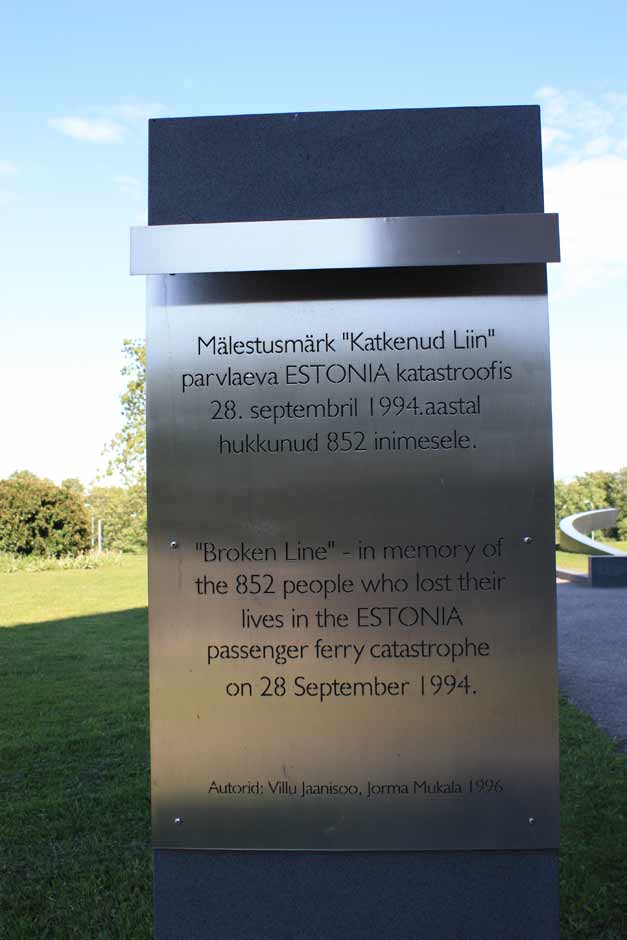 Mälestusmärk "Katkenud Liin"
parvlaeva ESTONIA katastroofis
28. septembril 1994.aastal
hukkunud 852 inimesele.
"Broken Line" - in memory of
the 852 people who lost their
lives in the ESTONIA
passenger ferry catastrophe
on 28 September 1994.
Autorid: Villu Jaanisoo, Jorma Mukala 1996